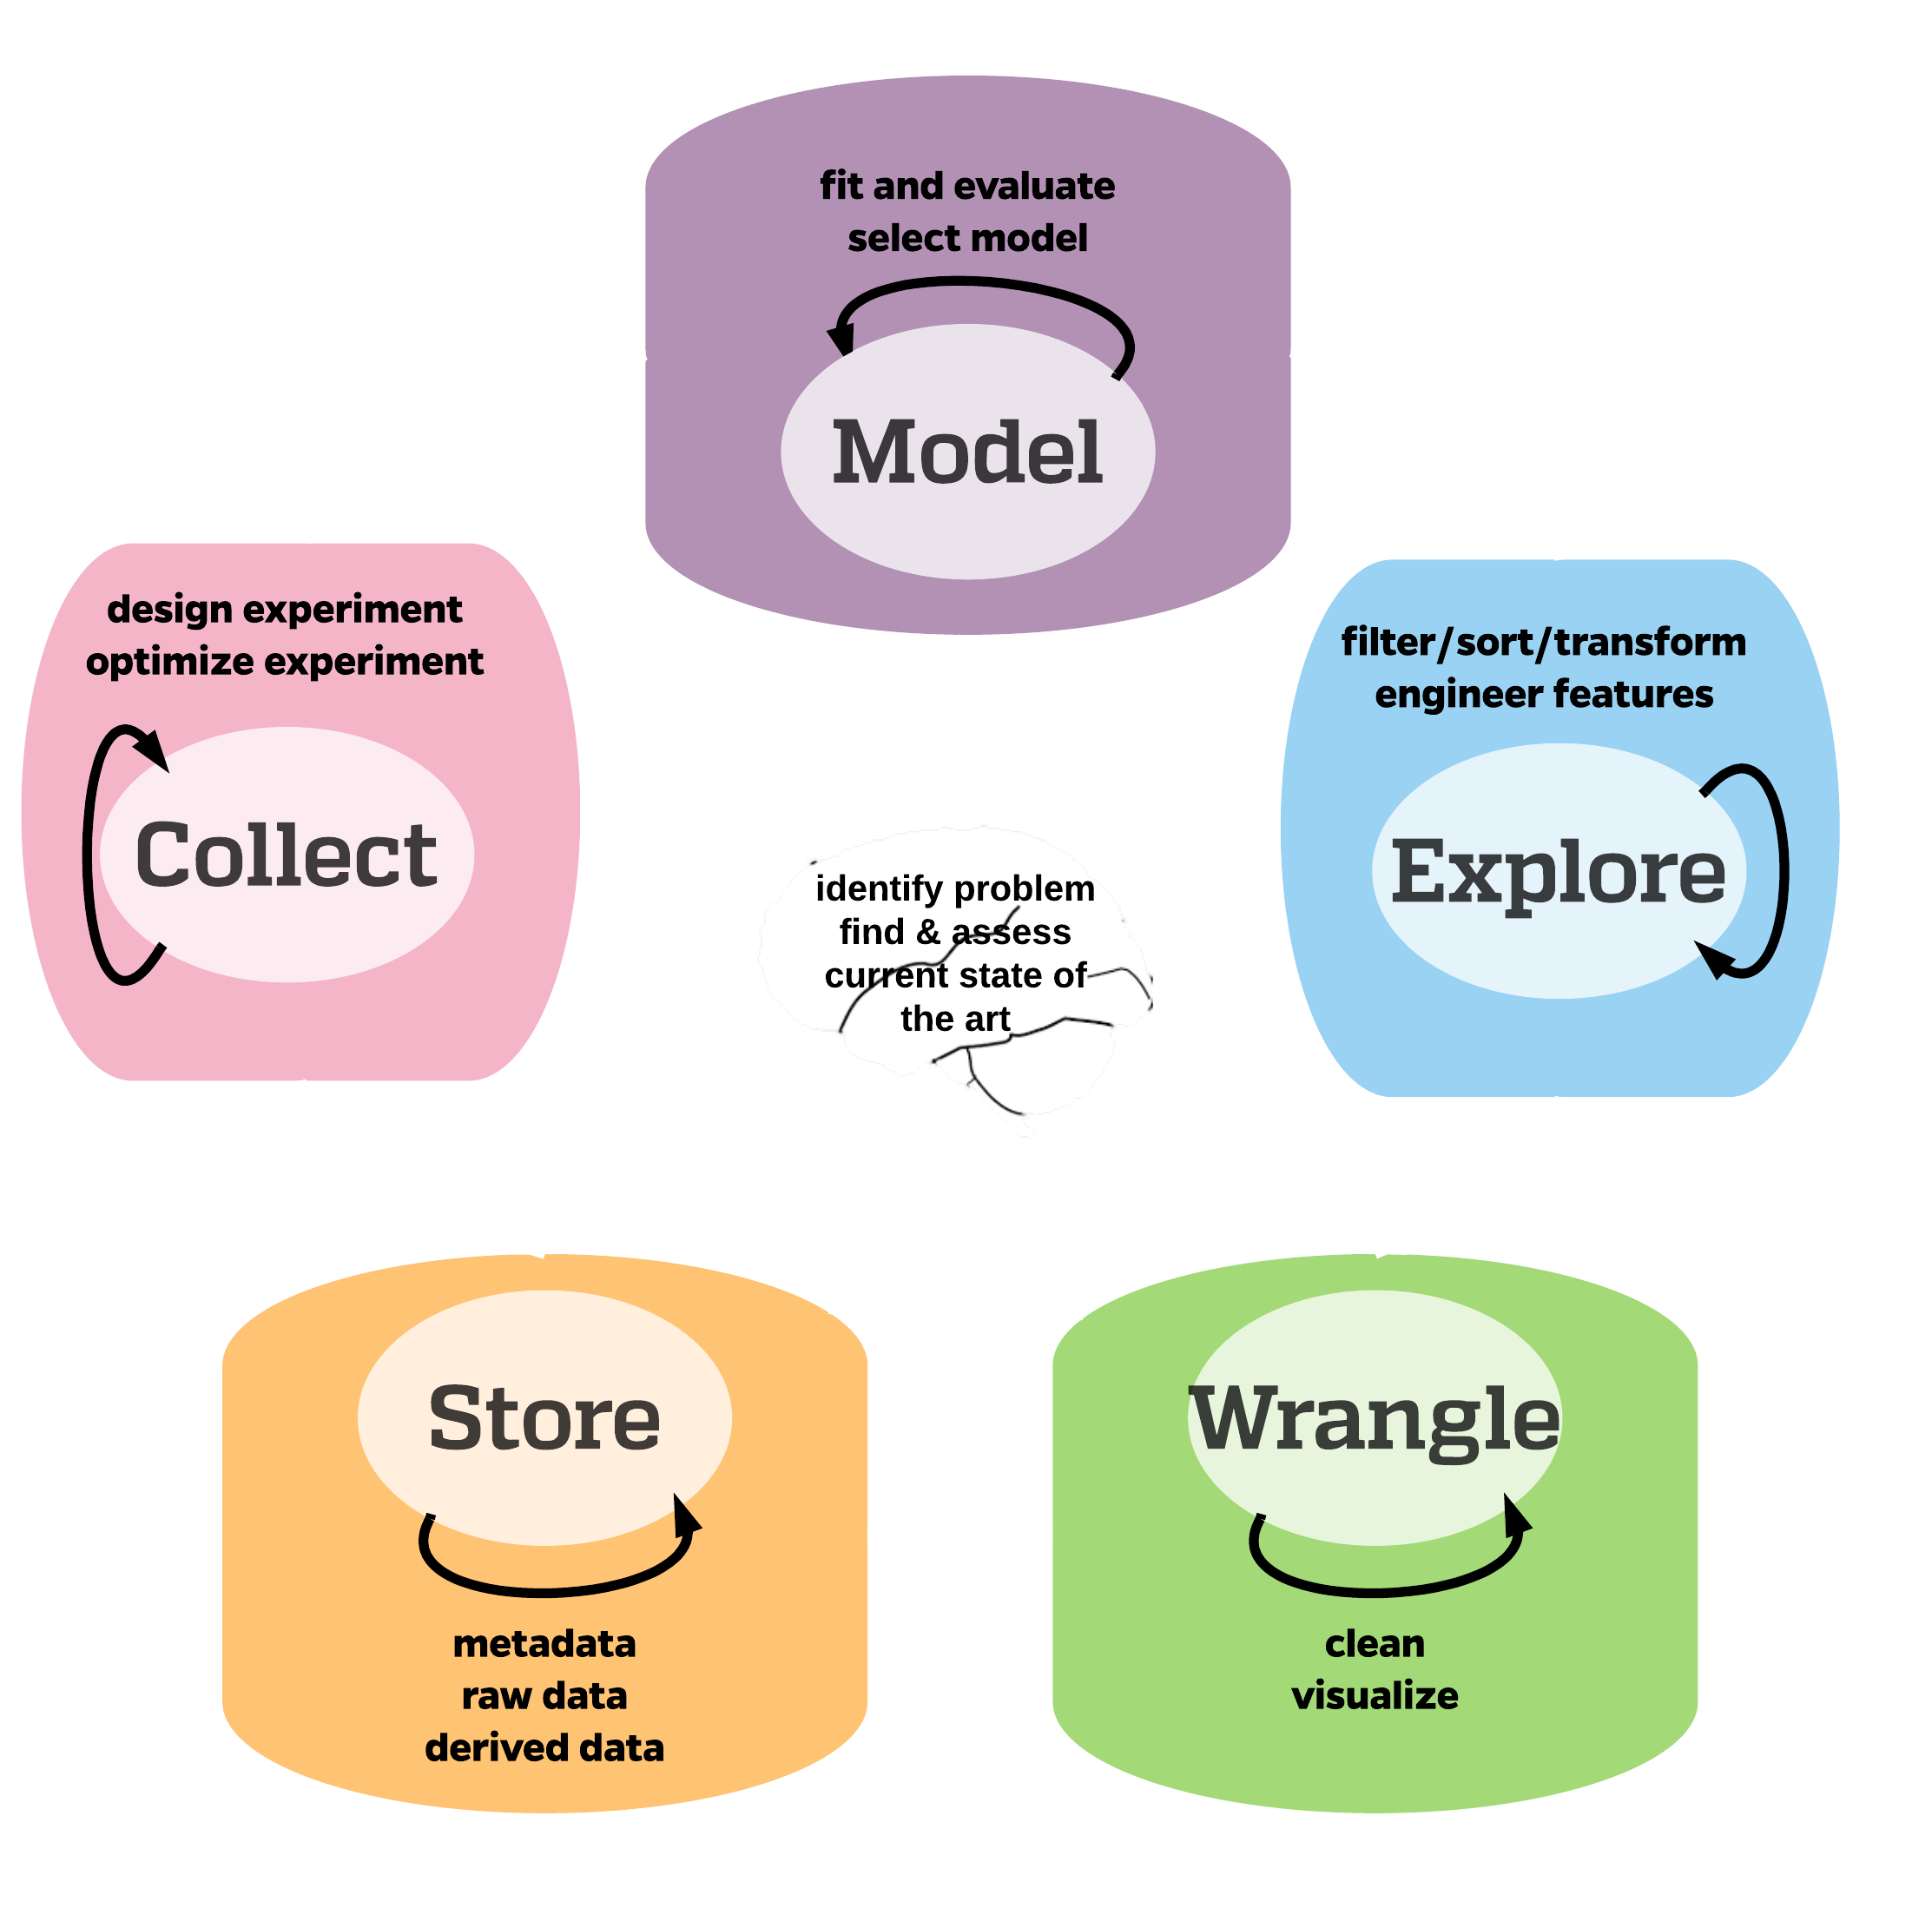 fit and evaluate
select model
Model
design experiment
optimize experiment
Collect
filter/sort/transform
engineer features
Explore
identify problem
find & assess
current state of
the art
Store
metadata
raw data
derived data
Wrangle
clean
visualize